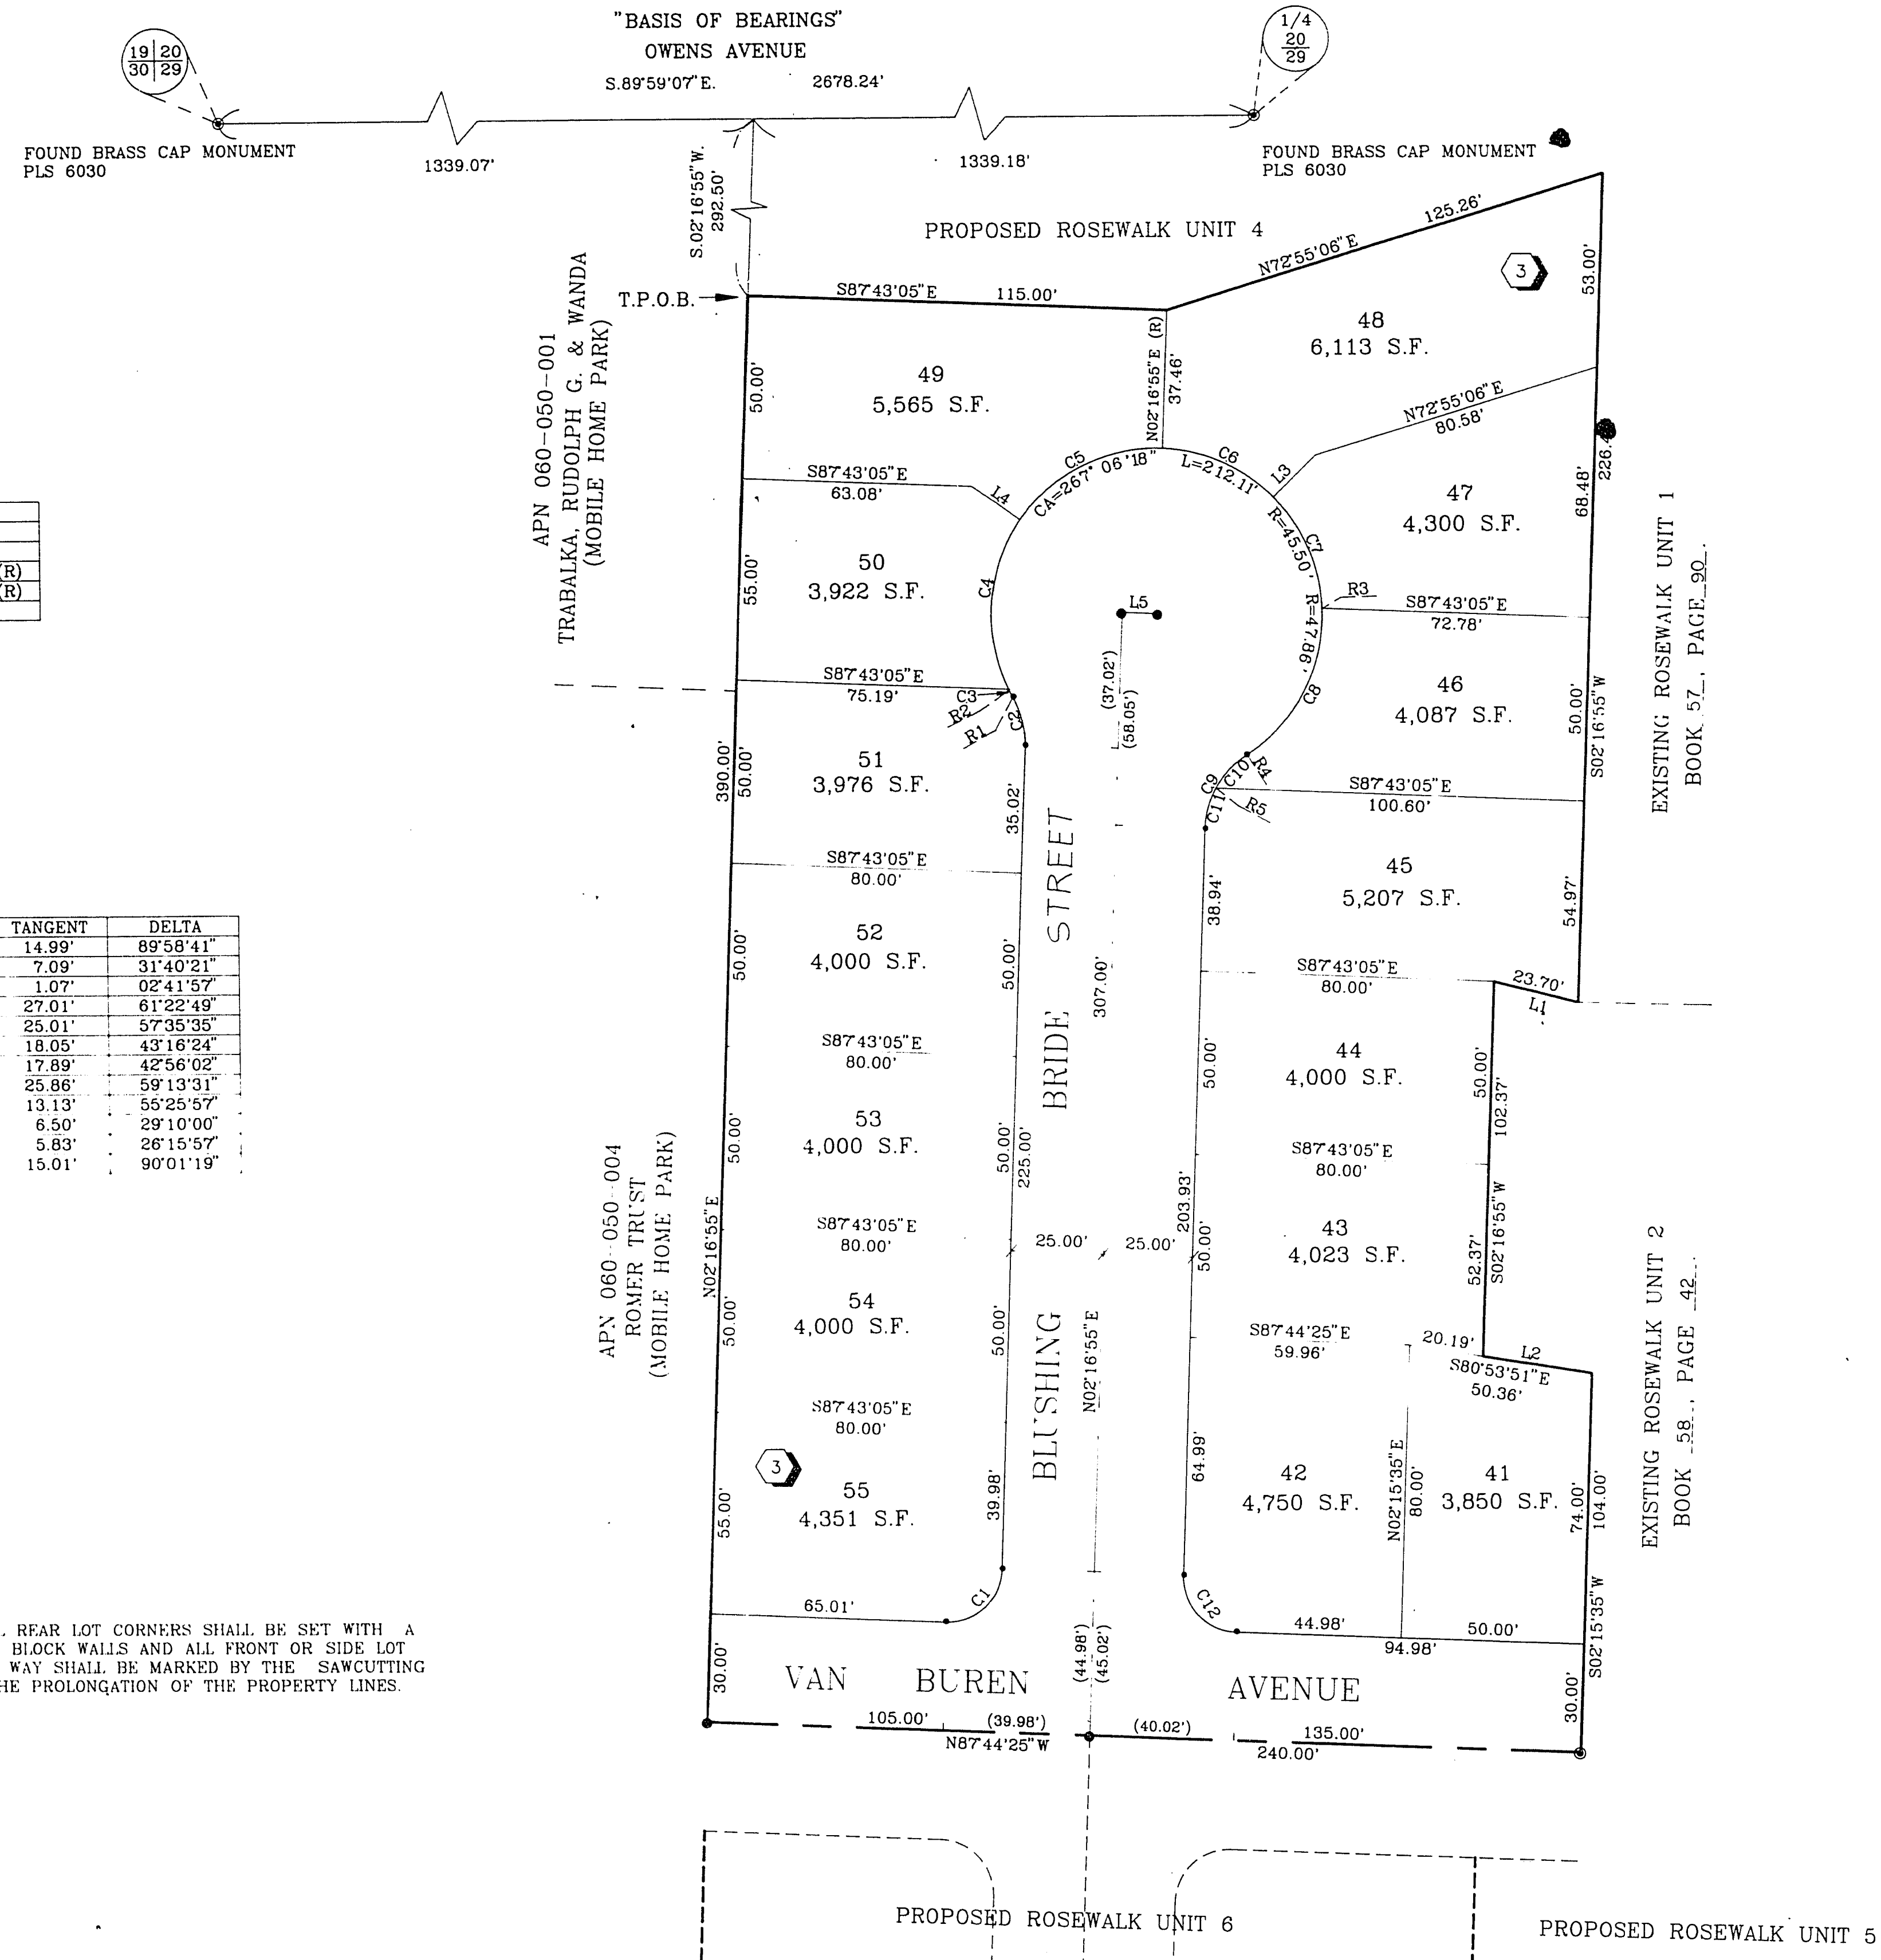 "BASIS OF BEARINGS"
OWENS AVENUE
S.89°59'07"E. 2678.24'
19 20
30 29
1/4
20
29
FOUND BRASS CAP MONUMENT
PLS 6030
1339.07'
1339.18'
FOUND BRASS CAP MONUMENT
PLS 6030
S.02°16'55"W.
292.50'
PROPOSED ROSEWALK UNIT 4
125.26'
N72°55'06"E
3
53.00'
T.P.O.B.
S87°43'05"E 115.00'
APN 060-050-001
TRABALKA, RUDOLPH G. & WANDA
(MOBILE HOME PARK)
50.00'
49
5,565 S.F.
N02°16'55"E (R)
37.46'
48
6,113 S.F.
N72°55'06"E
80.58'
C5
CA=267° 06'18"
C6
L=212.11'
L3
S87°43'05"E
63.08'
L4
47
4,300 S.F.
68.48'
226.4
R=45.50'
C7
R=47.86'
50
3,922 S.F.
55.00'
C4
L5
R3
S87°43'05"E
72.78'
EXISTING ROSEWALK UNIT 1
BOOK 57, PAGE 90.
(37.02')
(58.05')
S87°43'05"E
75.19'
C3
R2
R1
C2
C8
46
4,087 S.F.
50.00'
S02°16'55"W
51
3,976 S.F.
390.00'
50.00'
35.02'
C9
C10
R4
C11
R5
S87°43'05"E
100.60'
(R)
(R)
S87°43'05"E
80.00'
45
5,207 S.F.
38.94'
54.97'
TANGENT DELTA
14.99' 89°58'41"
7.09' 31°40'21"
1.07' 02°41'57"
27.01' 61°22'49"
25.01' 57°35'35"
18.05' 43°16'24"
17.89' 42°56'02"
25.86' 59°13'31"
13.13' 55°25'57"
6.50' 29°10'00"
5.83' 26°15'57"
15.01' 90°01'19"
52
4,000 S.F.
50.00'
50.00'
307.00'
S87°43'05"E
80.00'
23.70'
L1
S87°43'05"E
80.00'
44
4,000 S.F.
50.00'
50.00'
102.37'
BLUSHING BRIDE STREET
53
4,000 S.F.
50.00'
50.00'
225.00'
S87°43'05"E
80.00'
APN 060-050-004
ROMER TRUST
(MOBILE HOME PARK)
N02°16'55"E
S87°43'05"E
80.00'
25.00' 25.00'
203.93'
50.00'
43
4,023 S.F.
52.37'
S02°16'55"W
54
4,000 S.F.
50.00'
50.00'
N02°16'55"E
S87°44'25"E
59.96'
20.19'
L2
S80°53'51"E
50.36'
EXISTING ROSEWALK UNIT 2
BOOK 58, PAGE 42.
S87°43'05"E
80.00'
3
55
4,351 S.F.
55.00'
39.98'
64.99'
42
4,750 S.F.
N02°15'35"E
80.00'
41
3,850 S.F.
74.00'
104.00'
C1
C12
65.01'
44.98'
50.00'
94.98'
S02°15'35"W
REAR LOT CORNERS SHALL BE SET WITH A
BLOCK WALLS AND ALL FRONT OR SIDE LOT
WAY SHALL BE MARKED BY THE SAWCUTTING
HE PROLONGATION OF THE PROPERTY LINES.
30.00'
VAN BUREN AVENUE
(44.98')
(45.02')
30.00'
105.00' (39.98') (40.02') 135.00'
N87°44'25"W 240.00'
PROPOSED ROSEWALK UNIT 6
PROPOSED ROSEWALK UNIT 5